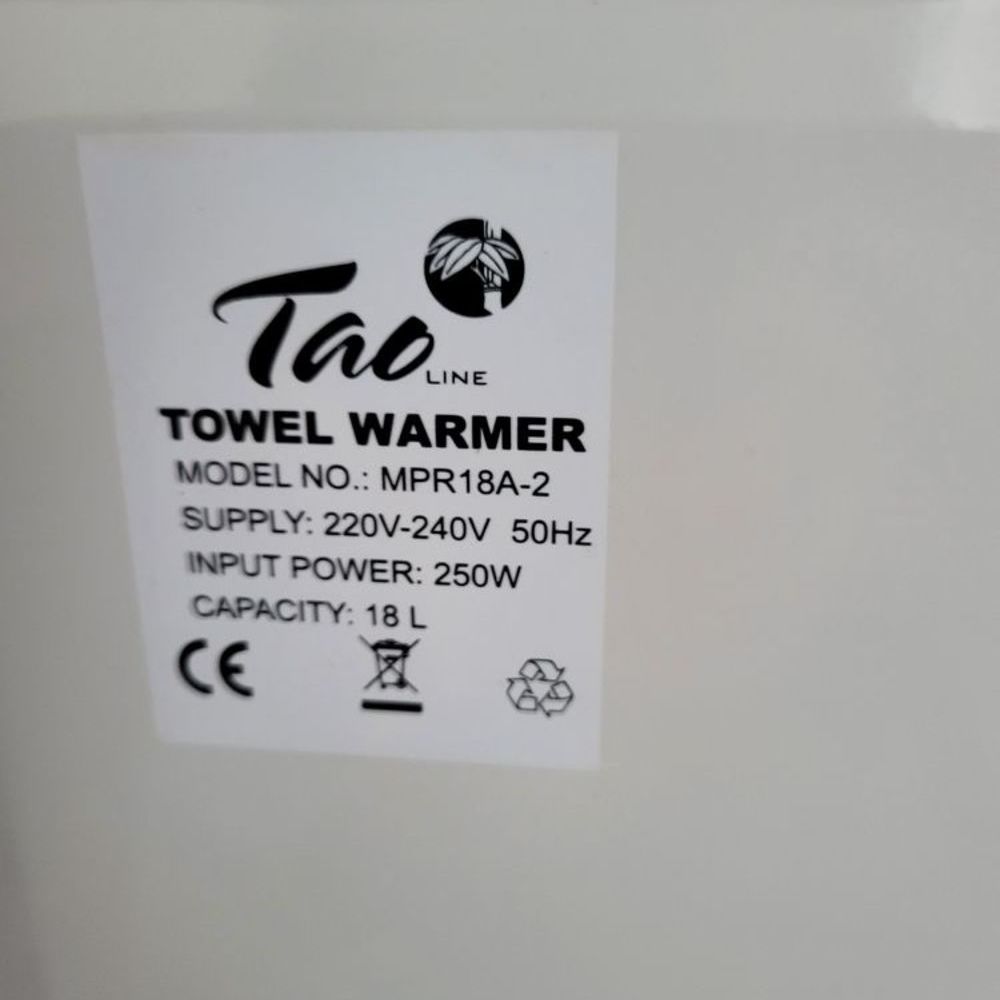 Tao LINE
TOWEL WARMER
MODEL NO.: MPR18A-2
SUPPLY: 220V-240V 50Hz
INPUT POWER: 250W
CAPACITY: 18 L
CE